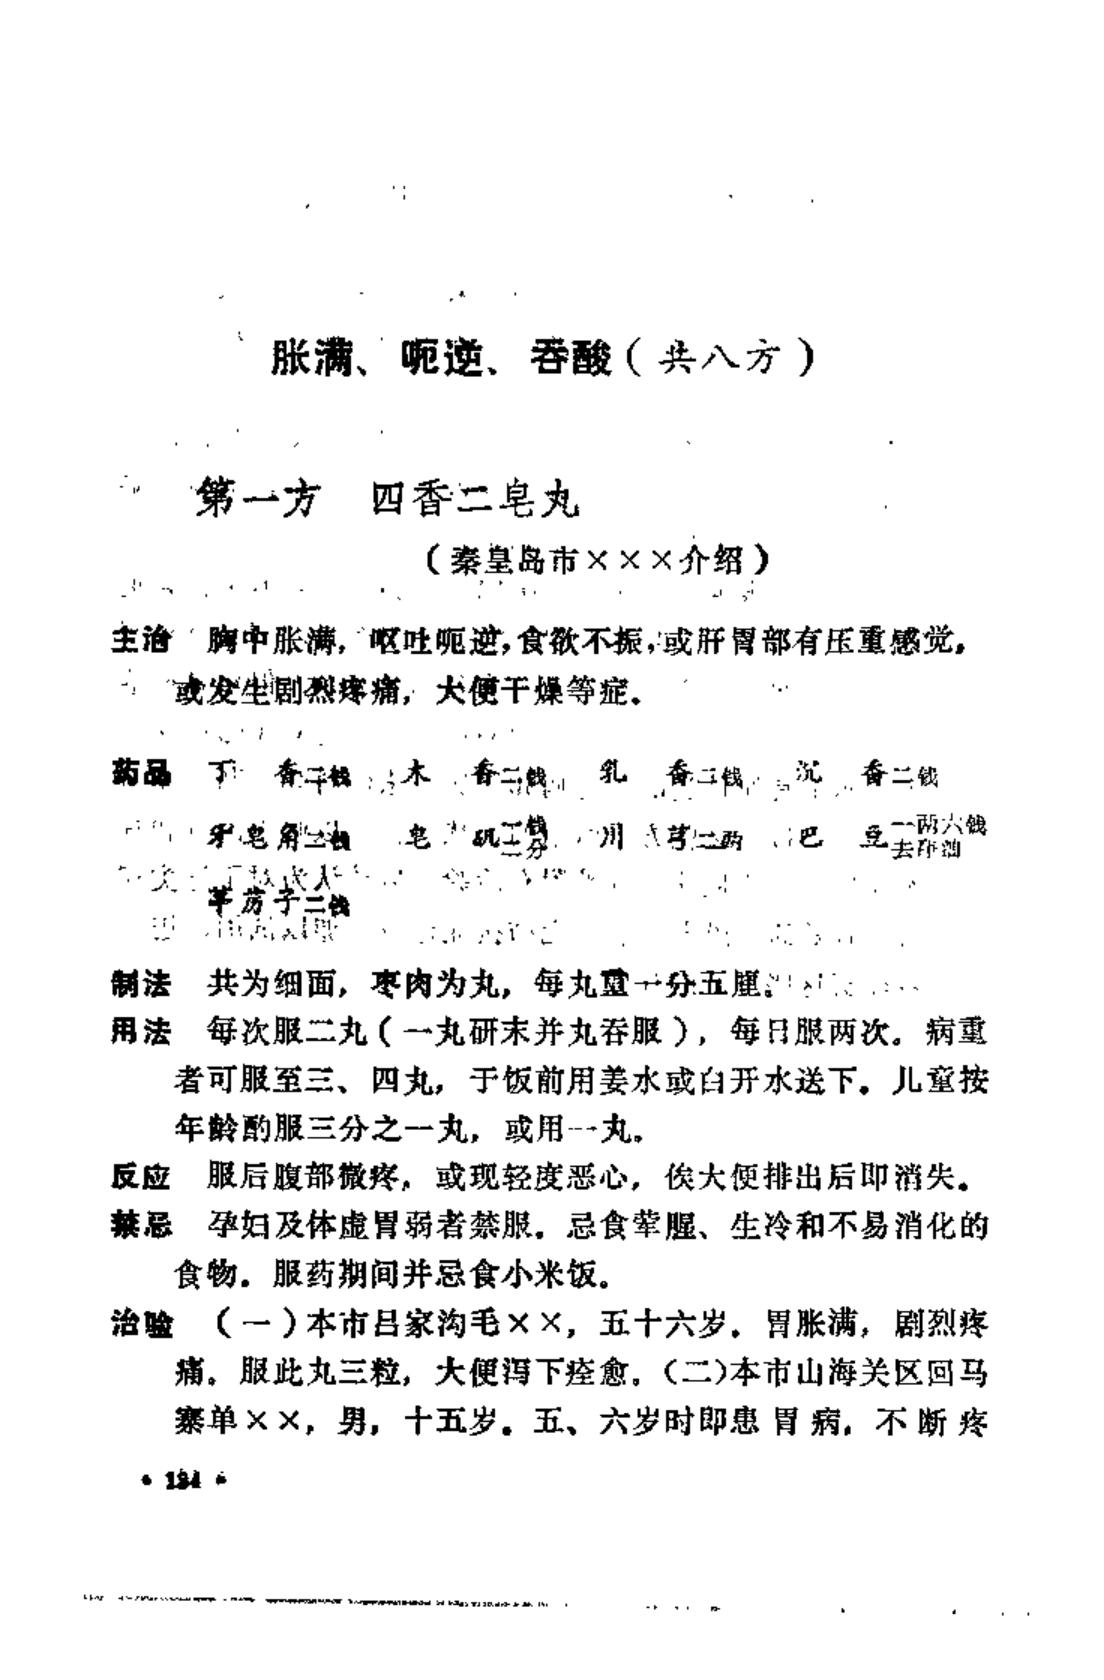 胀满、呃逆、吞酸（共八方）
第一方　四香二皂丸
（秦皇岛市×××介绍）
主治　胸中胀满，呕吐呃逆，食欲不振，或肝胃部有压重感觉。
或发生剧烈疼痛，大便干燥等症。
药品　丁　香二钱　木　香二钱　乳　香二钱　沉　香二钱
牙皂角二钱　皂　矾二钱二分　川　芎二两　巴　豆一两六钱去油
葶苈子二钱
制法　共为细面，枣肉为丸，每丸重一分五厘。
用法　每次服二丸（一丸研末并丸吞服），每日服两次。病重
者可服至三、四丸，于饭前用姜水或白开水送下。儿童按
年龄酌服三分之一丸，或用一丸。
反应　服后腹部微疼，或现轻度恶心，俟大便排出后即消失。
禁忌　孕妇及体虚胃弱者禁服。忌食荤腥、生冷和不易消化的
食物。服药期间并忌食小米饭。
治验　（一）本市吕家沟毛××，五十六岁。胃胀满，剧烈疼
痛。服此丸三粒，大便泻下痊愈。（二）本市山海关区回马
寨单××，男，十五岁。五、六岁时即患胃病，不断疼
• 134 •